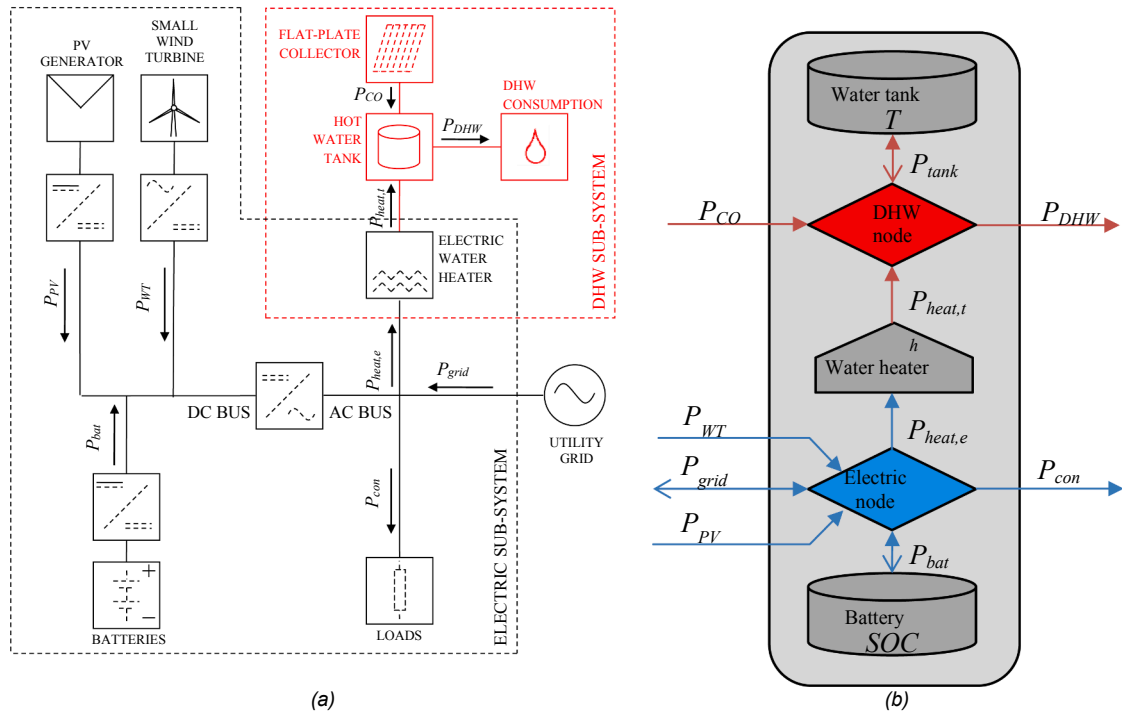 SMALL
WIND
TURBINE
PV
GENERATOR
FLAT-PLATE
COLLECTOR
P_CO
DHW
CONSUMPTION
HOT
WATER
TANK
P_DHW
P_heat,t
ELECTRIC
WATER
HEATER
DHW SUB-SYSTEM
P_PV
P_WT
P_heat,e
P_grid
DC BUS
AC BUS
UTILITY
GRID
P_bat
P_con
ELECTRIC SUB-SYSTEM
+
−
BATTERIES
LOADS
(a)
Water tank
T
P_tank
P_CO
DHW
node
P_DHW
P_heat,t
h
Water heater
P_WT
P_heat,e
P_grid
Electric
node
P_con
P_PV
P_bat
Battery
SOC
(b)